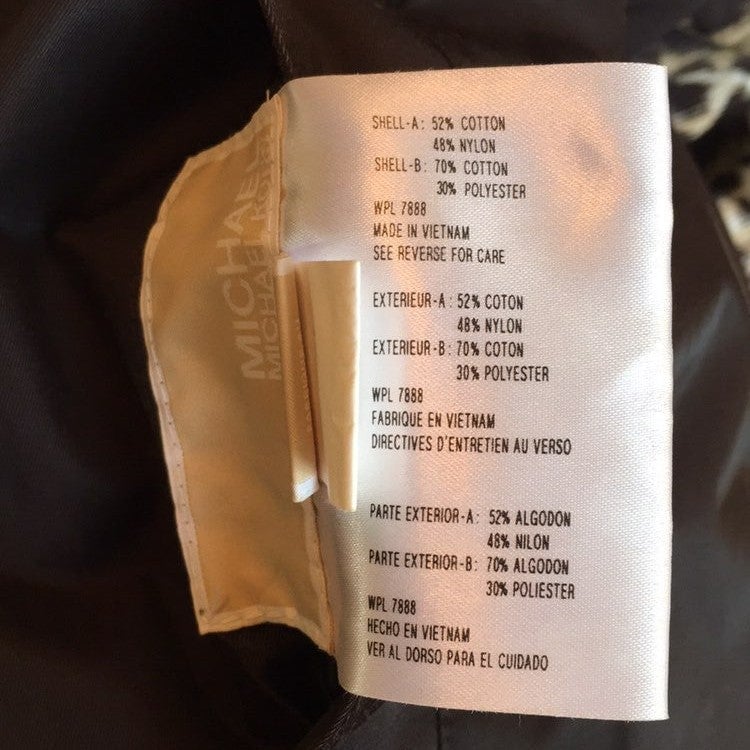 SHELL-A: 52% COTTON
48% NYLON
SHELL-B: 70% COTTON
30% POLYESTER
WPL 7888
MADE IN VIETNAM
SEE REVERSE FOR CARE
EXTERIEUR-A: 52% COTON
48% NYLON
EXTERIEUR-B: 70% COTON
30% POLYESTER
WPL 7888
FABRIQUE EN VIETNAM
DIRECTIVES D'ENTRETIEN AU VERSO
PARTE EXTERIOR-A: 52% ALGODON
48% NILON
PARTE EXTERIOR-B: 70% ALGODON
30% POLIESTER
WPL 7888
HECHO EN VIETNAM
VER AL DORSO PARA EL CUIDADO
MICHAEL
MICHAEL